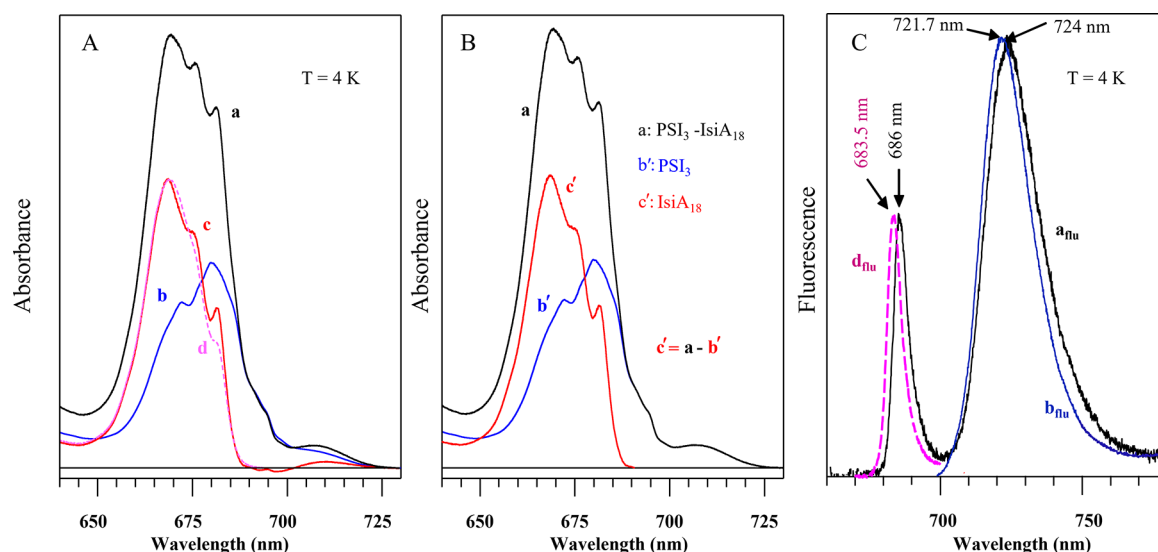 A
T = 4 K
a
c
b
d
Absorbance
650
675
700
725
Wavelength (nm)
B
a
a: PSI3 -IsiA18
b′: PSI3
c′: IsiA18
c′
b′
c′ = a - b′
Absorbance
650
675
700
725
Wavelength (nm)
C
721.7 nm
724 nm
T = 4 K
683.5 nm
686 nm
aflu
dflu
bflu
Fluorescence
700
750
Wavelength (nm)